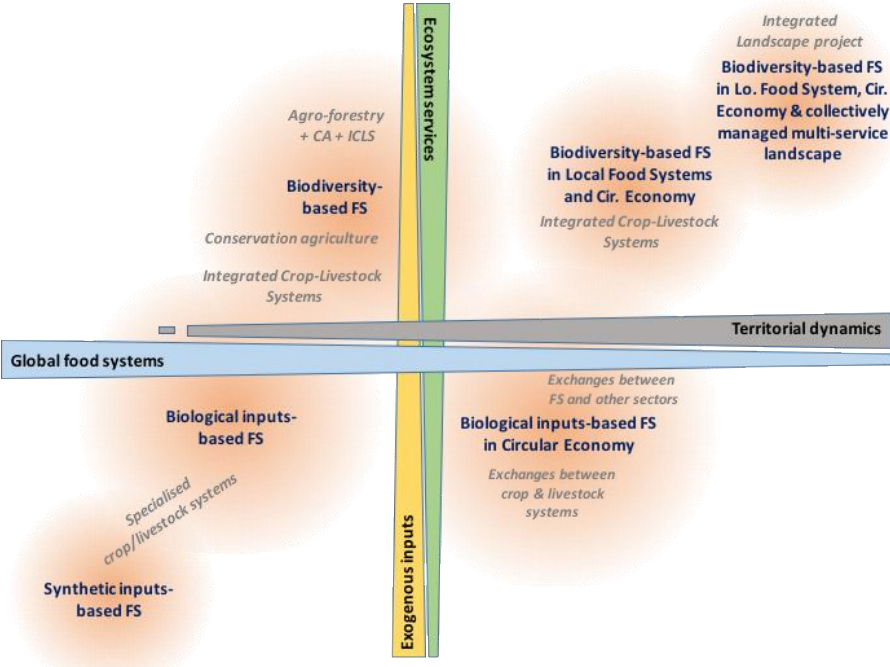 Integrated
Landscape project
Biodiversity-based FS
in Lo. Food System, Cir.
Economy & collectively
managed multi-service
landscape
Ecosystem services
Agro-forestry
+ CA + ICLS
Biodiversity-
based FS
Conservation agriculture
Integrated Crop-Livestock
Systems
Biodiversity-based FS
in Local Food Systems
and Cir. Economy
Integrated Crop-Livestock
Systems
Territorial dynamics
Global food systems
Biological inputs-
based FS
Specialised
crop/livestock systems
Synthetic inputs-
based FS
Exogenous inputs
Exchanges between
FS and other sectors
Biological inputs-based FS
in Circular Economy
Exchanges between
crop & livestock
systems